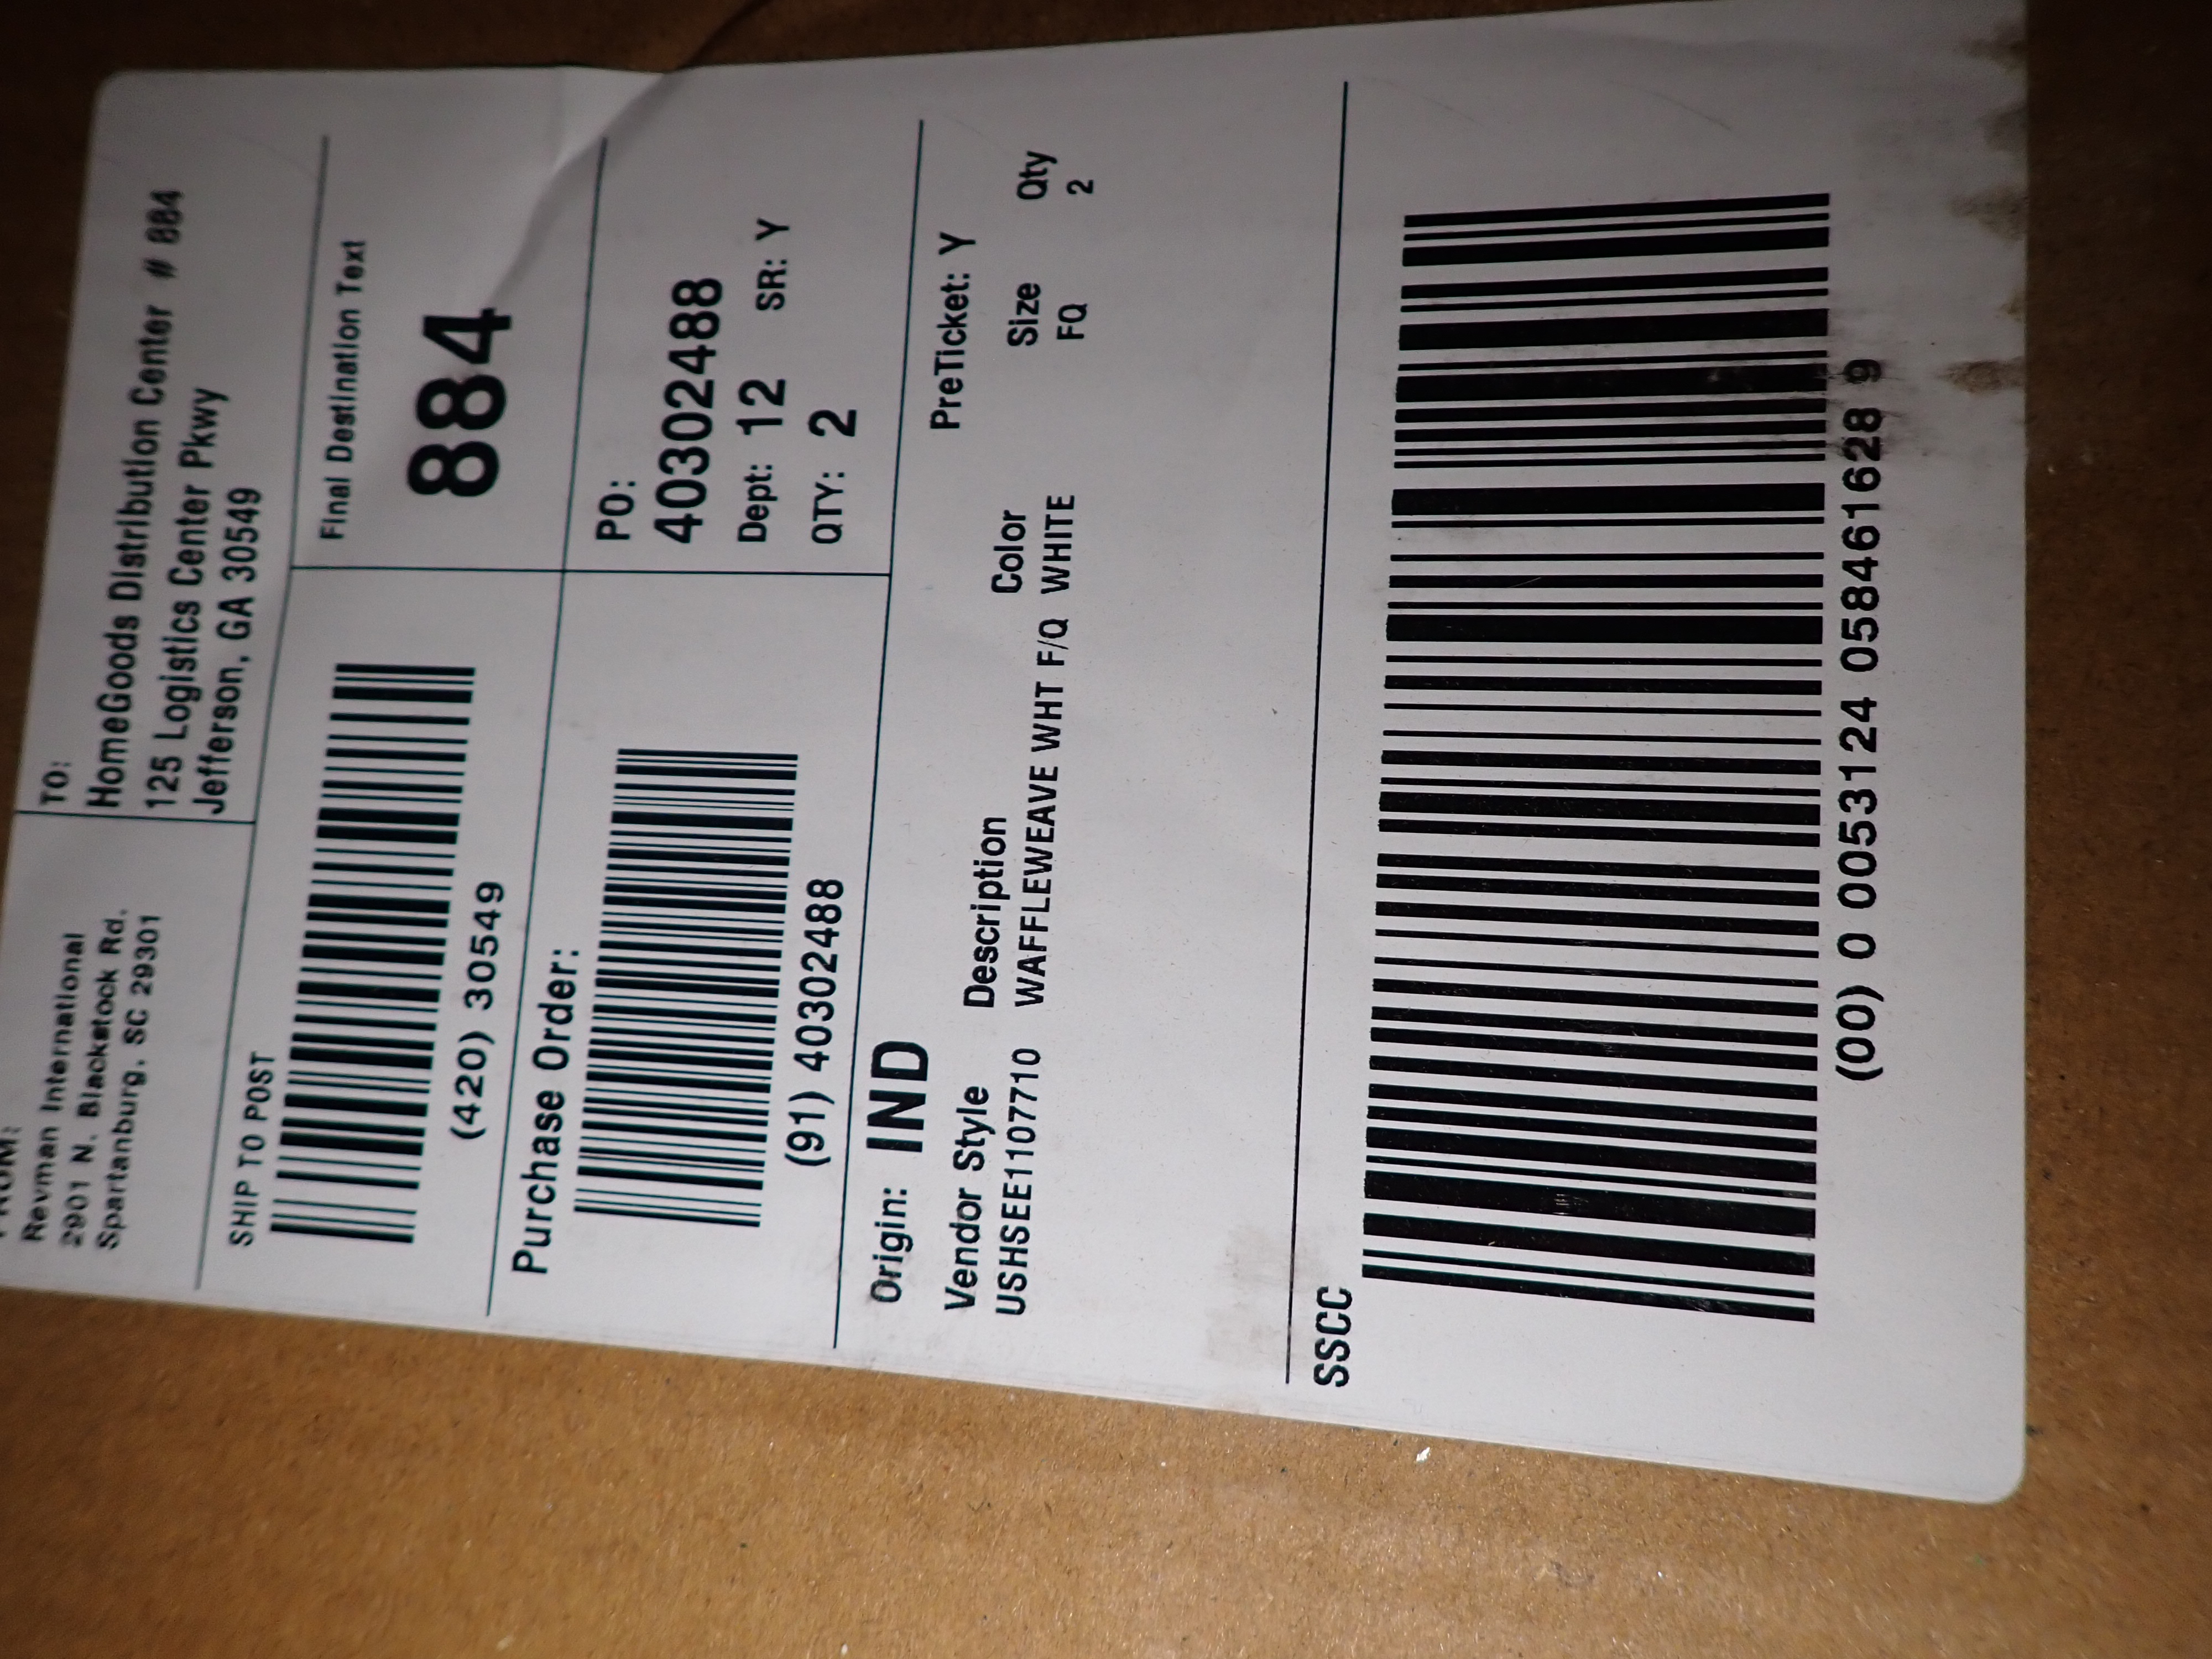 Revman International
2901 N. Blackstock Rd.
Spartanburg, SC 29301
TO:
HomeGoods Distribution Center # 884
125 Logistics Center Pkwy
Jefferson, GA 30549
SHIP TO POST
(420) 30549
Final Destination Text
884
Purchase Order:
(91) 40302488
PO:
40302488
Dept: 12 SR: Y
QTY: 2
Origin: IND
PreTicket: Y
Vendor Style Description Color Size Qty
USHSEE1107710 WAFFLEWEAVE WHT F/Q WHITE FQ 2
SSCC
(00) 0 0053124 058461628 9